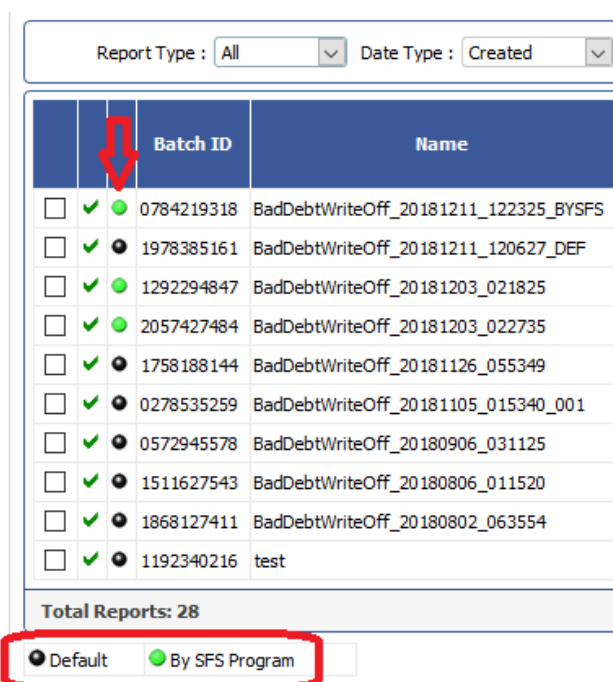 Report Type : All Date Type : Created
Batch ID Name
0784219318 BadDebtWriteOff_20181211_122325_BYSFS
1978385161 BadDebtWriteOff_20181211_120627_DEF
1292294847 BadDebtWriteOff_20181203_021825
2057427484 BadDebtWriteOff_20181203_022735
1758188144 BadDebtWriteOff_20181126_055349
0278535259 BadDebtWriteOff_20181105_015340_001
0572945578 BadDebtWriteOff_20180906_031125
1511627543 BadDebtWriteOff_20180806_011520
1868127411 BadDebtWriteOff_20180802_063554
1192340216 test
Total Reports: 28
Default By SFS Program